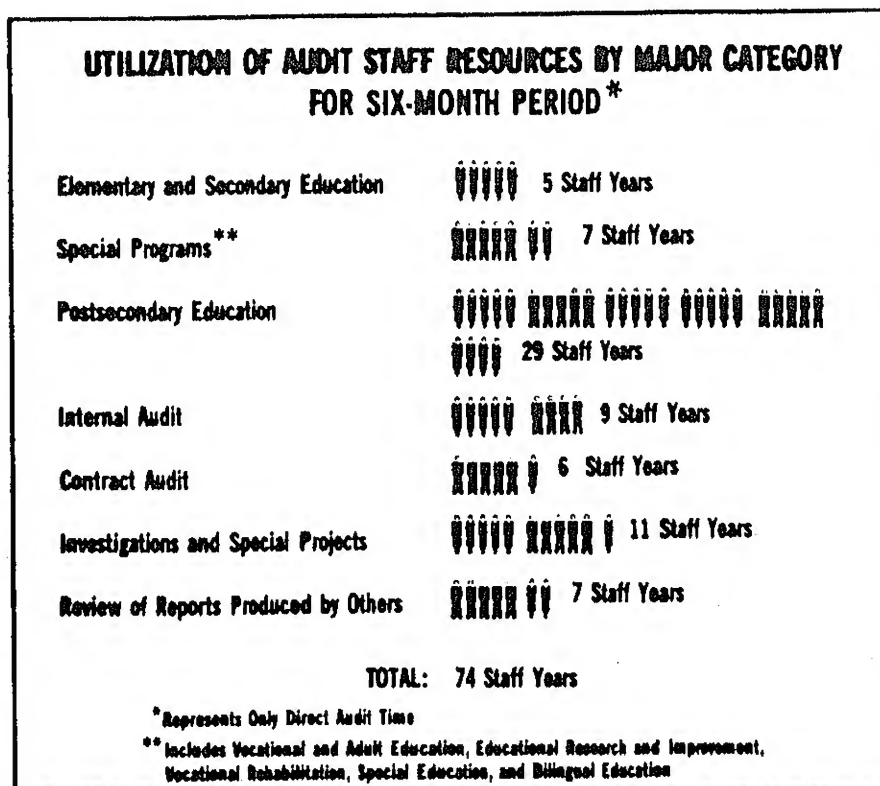 UTILIZATION OF AUDIT STAFF RESOURCES BY MAJOR CATEGORY
FOR SIX-MONTH PERIOD*
Elementary and Secondary Education 5 Staff Years
Special Programs** 7 Staff Years
Postsecondary Education
29 Staff Years
Internal Audit 9 Staff Years
Contract Audit 6 Staff Years
Investigations and Special Projects 11 Staff Years
Review of Reports Produced by Others 7 Staff Years
TOTAL: 74 Staff Years
*Represents Only Direct Audit Time
**Includes Vocational and Adult Education, Educational Research and Improvement,
Vocational Rehabilitation, Special Education, and Bilingual Education